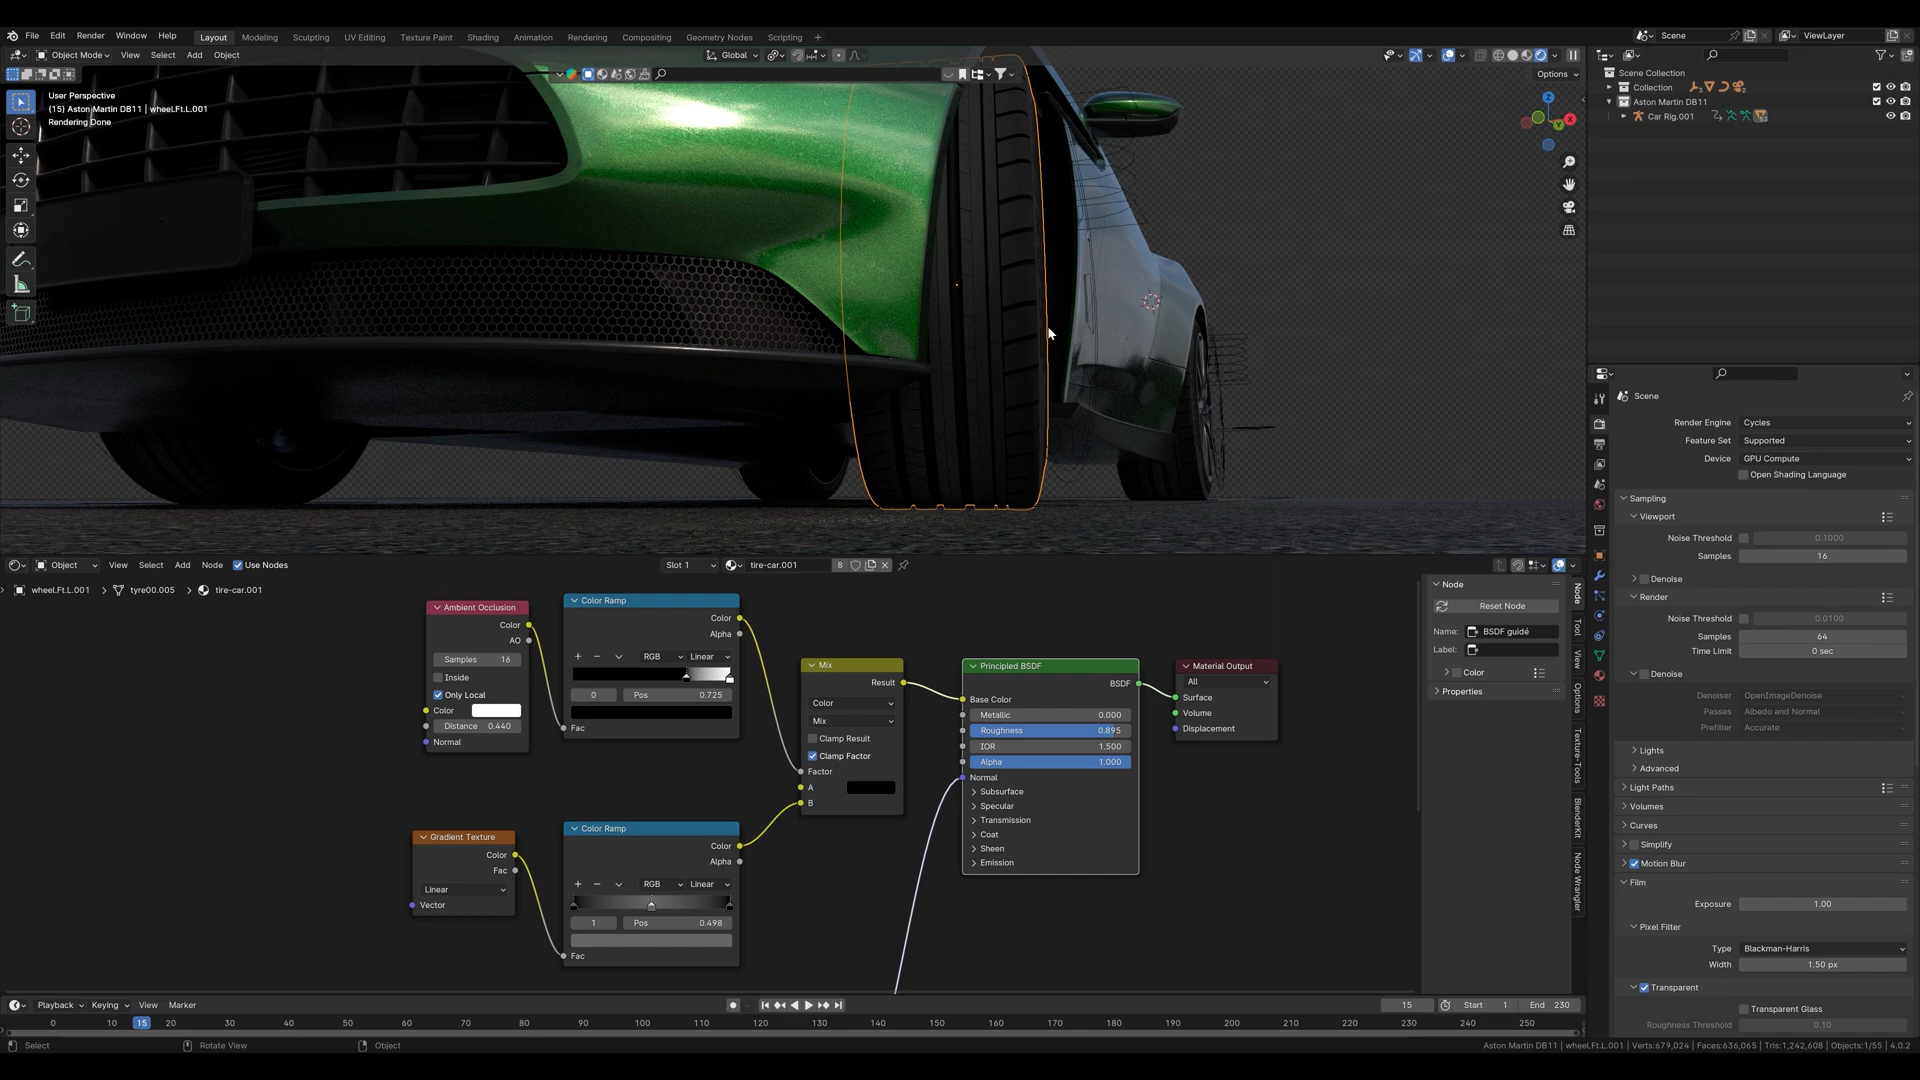 File Edit Render Window Help Layout Modeling Sculpting UV Editing Texture Paint Shading Animation Rendering Compositing Geometry Nodes Scripting + Scene ViewLayer
Object Mode View Select Add Object Global
Options
User Perspective
(15) Aston Martin DB11 | wheel.Ft.L.001
Rendering Done
X
Y
Z
Scene Collection
Collection
Aston Martin DB11
Car Rig.001
Scene
Render Engine Cycles
Feature Set Supported
Device GPU Compute
Open Shading Language
Sampling
Viewport
Noise Threshold 0.1000
Samples 16
Denoise
Render
Noise Threshold 0.0100
Samples 64
Time Limit 0 sec
Denoise
Denoiser OpenImageDenoise
Passes Albedo and Normal
Prefilter Accurate
Lights
Advanced
Light Paths
Volumes
Curves
Simplify
Motion Blur
Film
Exposure 1.00
Pixel Filter
Type Blackman-Harris
Width 1.50 px
Transparent
Transparent Glass
Roughness Threshold 0.10
Object View Select Add Node Use Nodes Slot 1 tire-car.001 8
wheel.Ft.L.001 > tyre00.005 > tire-car.001
Ambient Occlusion
Color
AO
Samples 16
Inside
Only Local
Color
Distance 0.440
Normal
Color Ramp
Color
Alpha
RGB Linear
0 Pos 0.725
Fac
Gradient Texture
Color
Fac
Linear
Vector
Color Ramp
Color
Alpha
RGB Linear
1 Pos 0.498
Fac
Mix
Result
Color
Mix
Clamp Result
Clamp Factor
Factor
A
B
Principled BSDF
BSDF
Base Color
Metallic 0.000
Roughness 0.895
IOR 1.500
Alpha 1.000
Normal
Subsurface
Specular
Transmission
Coat
Sheen
Emission
Material Output
All
Surface
Volume
Displacement
Node
Reset Node
Name: BSDF guidé
Label:
Color
Properties
Node
Tool
View
Options
Texture-Tools
BlenderKit
Node Wrangler
Playback Keying View Marker 15 Start 1 End 230
0 10 15 20 30 40 50 60 70 80 90 100 110 120 130 140 150 160 170 180 190 200 210 220 230 240 250
Select Rotate View Object Aston Martin DB11 | wheel.Ft.L.001 | Verts:679,024 | Faces:636,065 | Tris:1,242,608 | Objects:1/55 | 4.0.2